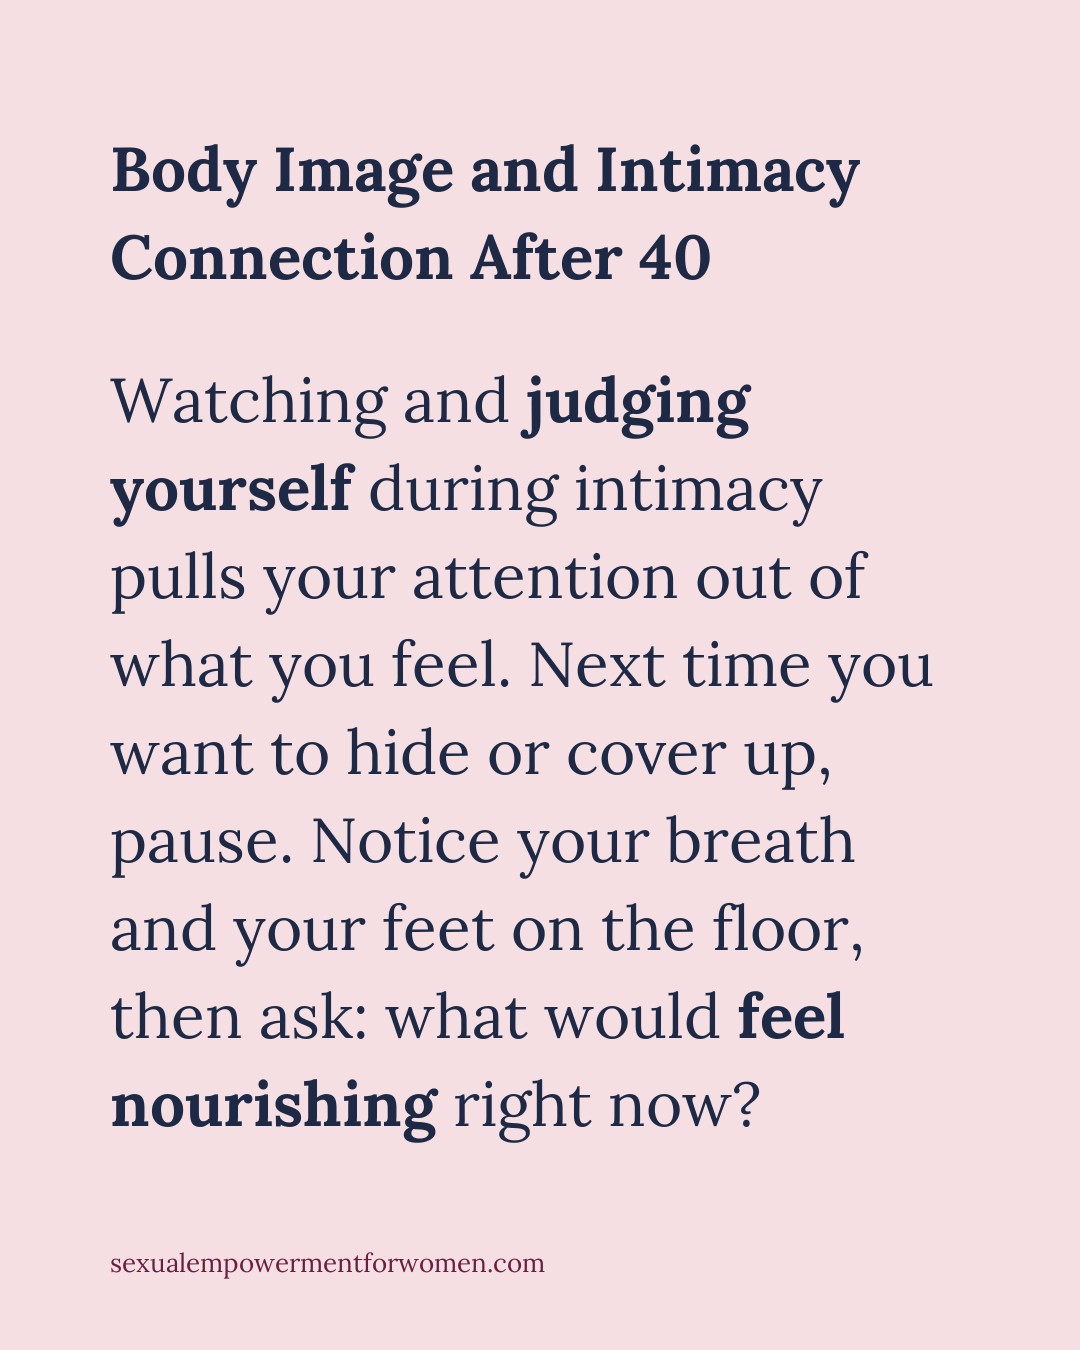 Body Image and Intimacy
Connection After 40
Watching and judging
yourself during intimacy
pulls your attention out of
what you feel. Next time you
want to hide or cover up,
pause. Notice your breath
and your feet on the floor,
then ask: what would feel
nourishing right now?
sexualempowermentforwomen.com